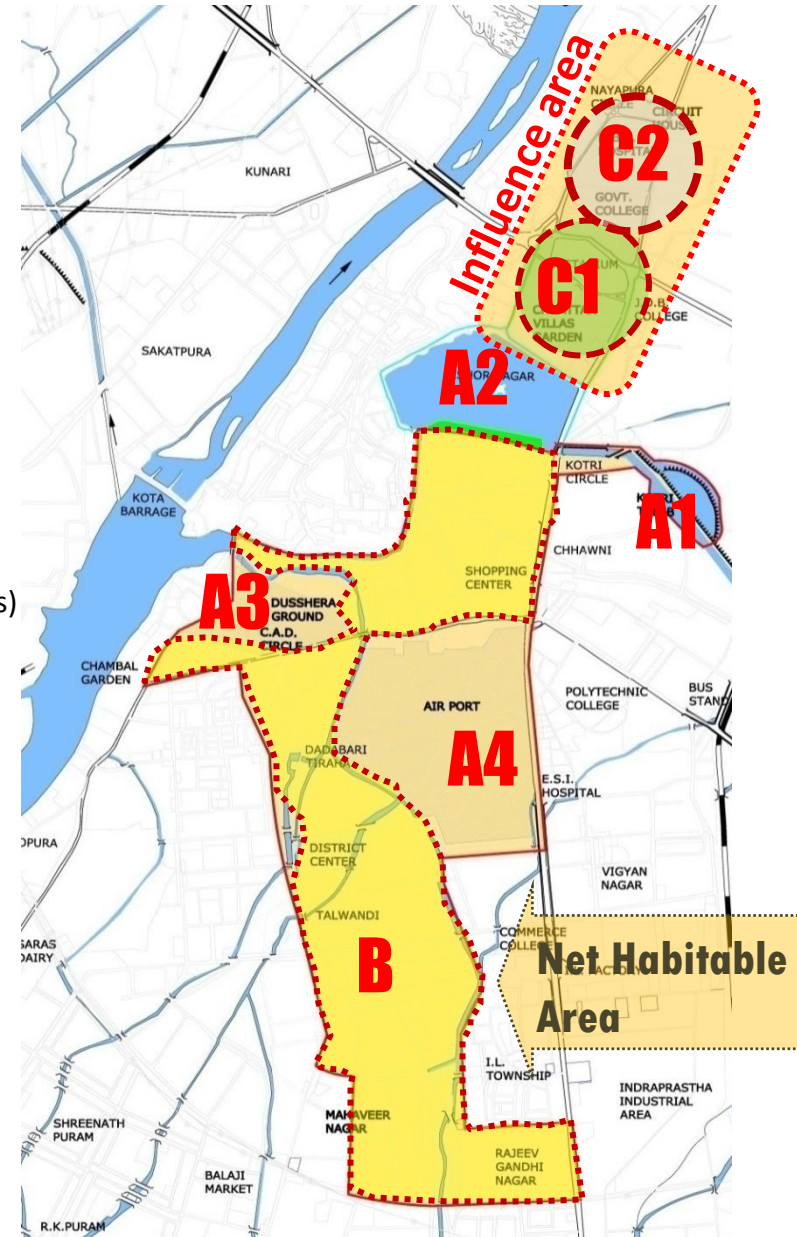 NAYAPURA
CIRCUIT
C2
GOVT.
COLLEGE
Influence area
KUNARI
C1
J.D.B.
COLLEGE
VILLAS
GARDEN
SAKATPURA
A2
KOTRI
CIRCLE
A1
KOTA
BARRAGE
CHHAWNI
SHOPPING
CENTER
s)
A3
DUSSHERA
GROUND
C.A.D.
CIRCLE
CHAMBAL
GARDEN
POLYTECHNIC
COLLEGE
BUS
STAND
AIR PORT
A4
DADABARI
TIRAHA
E.S.I.
HOSPITAL
DISTRICT
CENTER
VIGYAN
NAGAR
TALWANDI
COMMERCE
COLLEGE
B
Net Habitable
Area
DAIRY
I.L.
TOWNSHIP
INDRAPRASTHA
INDUSTRIAL
AREA
MAHAVEER
NAGAR
SHREENATH
PURAM
RAJEEV
GANDHI
NAGAR
BALAJI
MARKET
R.K.PURAM